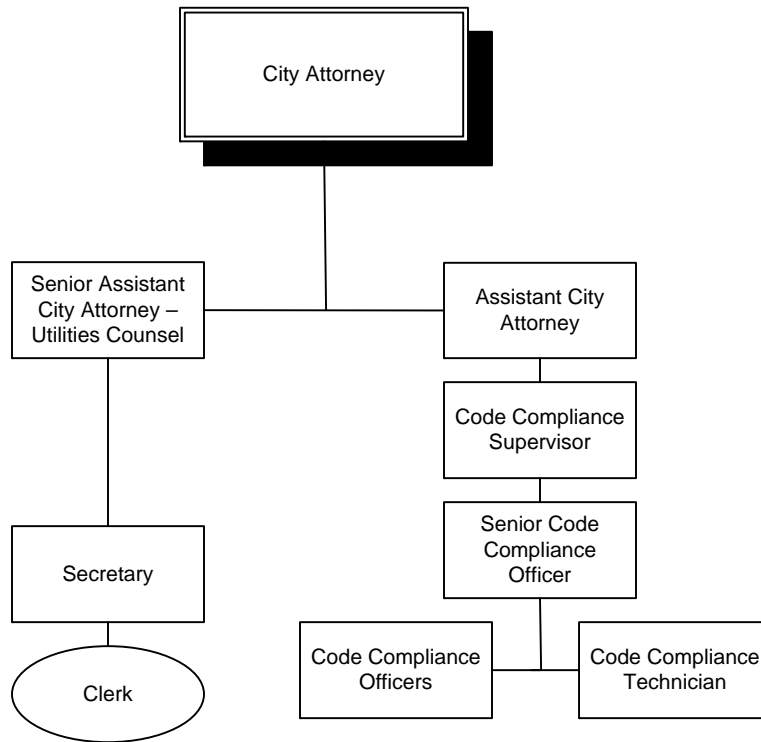 City Attorney
Senior Assistant
City Attorney –
Utilities Counsel
Assistant City
Attorney
Code Compliance
Supervisor
Senior Code
Compliance
Officer
Secretary
Code Compliance
Officers
Code Compliance
Technician
Clerk